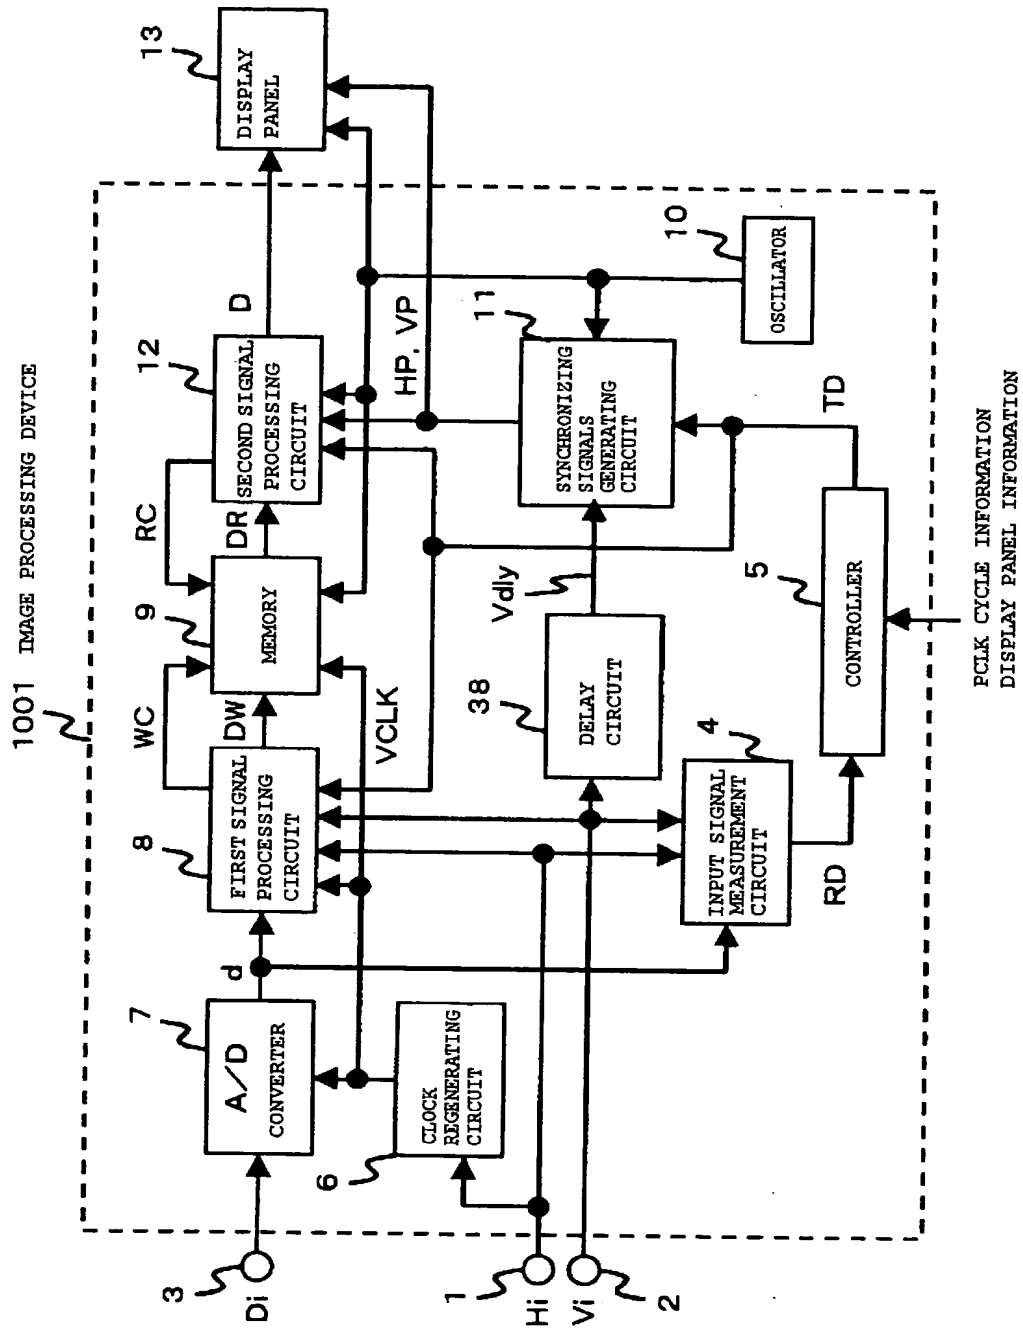 1001 IMAGE PROCESSING DEVICE
3
Di
7
A/D
CONVERTER
d
8
FIRST SIGNAL
PROCESSING
CIRCUIT
WC
DW
9
MEMORY
RC
DR
12
SECOND SIGNAL
PROCESSING
CIRCUIT
D
13
DISPLAY
PANEL
6
CLOCK
REGENERATING
CIRCUIT
VCLK
HP, VP
1
Hi
Vi
2
38
DELAY
CIRCUIT
Vdly
11
SYNCHRONIZING
SIGNALS
GENERATING
CIRCUIT
10
OSCILLATOR
4
INPUT SIGNAL
MEASUREMENT
CIRCUIT
RD
5
CONTROLLER
TD
PCLK CYCLE INFORMATION
DISPLAY PANEL INFORMATION